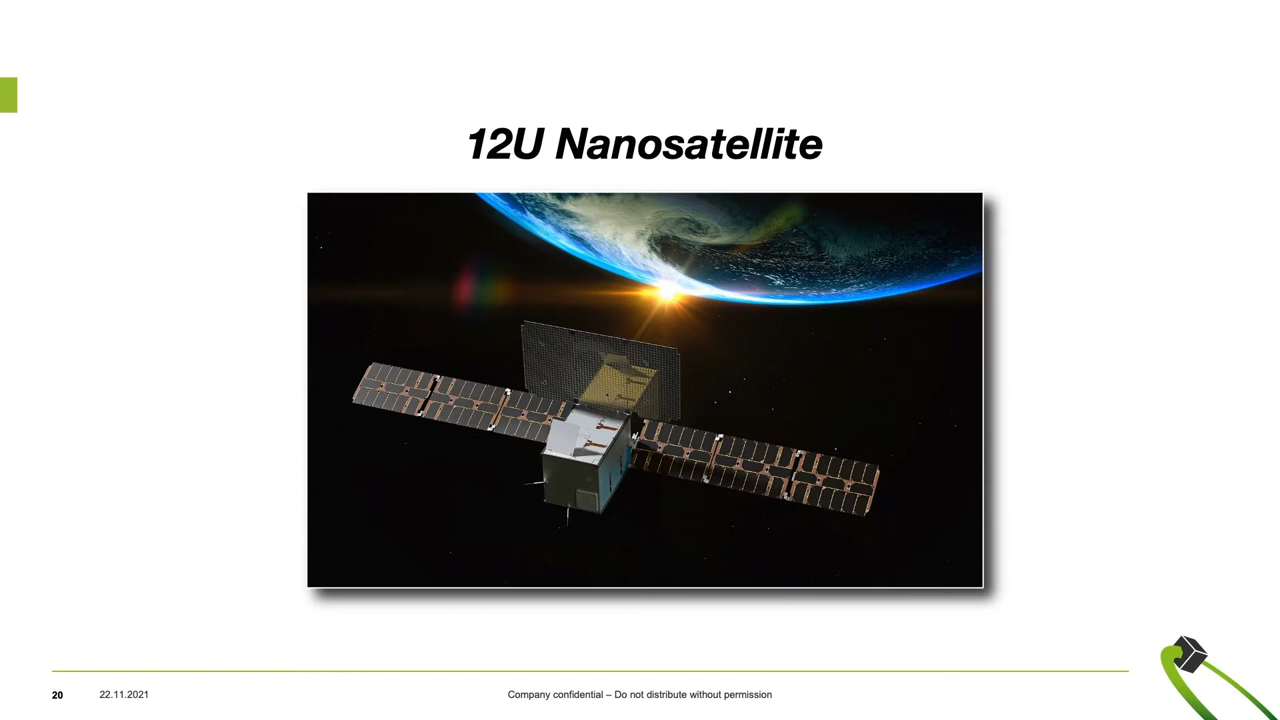 12U Nanosatellite
20
22.11.2021
Company confidential – Do not distribute without permission